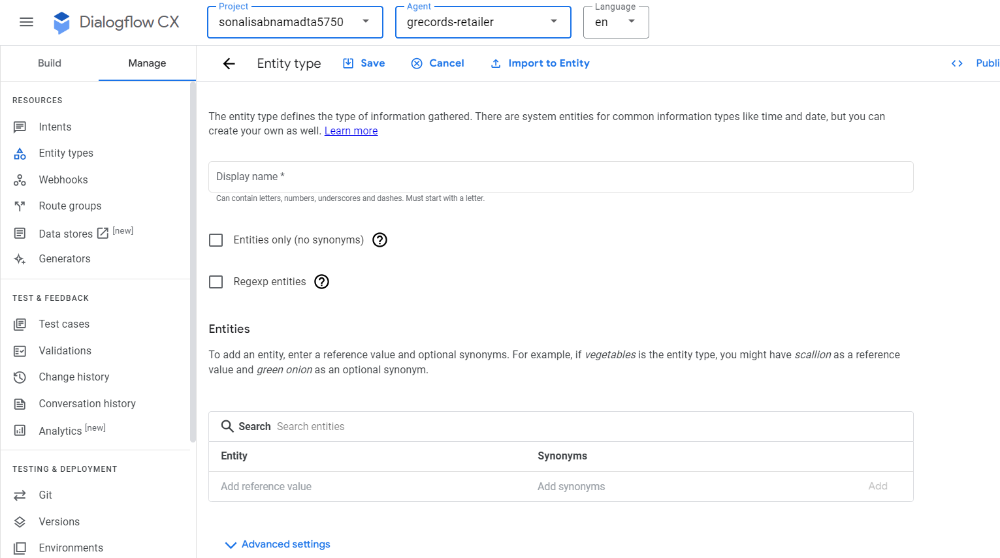 Dialogflow CX
Project
sonalisabnamadta5750
Agent
grecords-retailer
Language
en
Build
Manage
Entity type
Save
Cancel
Import to Entity
Publi
RESOURCES
Intents
Entity types
Webhooks
Route groups
Data stores [new]
Generators
TEST & FEEDBACK
Test cases
Validations
Change history
Conversation history
Analytics [new]
TESTING & DEPLOYMENT
Git
Versions
Environments
The entity type defines the type of information gathered. There are system entities for common information types like time and date, but you can
create your own as well. Learn more
Display name *
Can contain letters, numbers, underscores and dashes. Must start with a letter.
Entities only (no synonyms)
Regexp entities
Entities
To add an entity, enter a reference value and optional synonyms. For example, if vegetables is the entity type, you might have scallion as a reference
value and green onion as an optional synonym.
Search Search entities
Entity Synonyms
Add reference value Add synonyms Add
Advanced settings